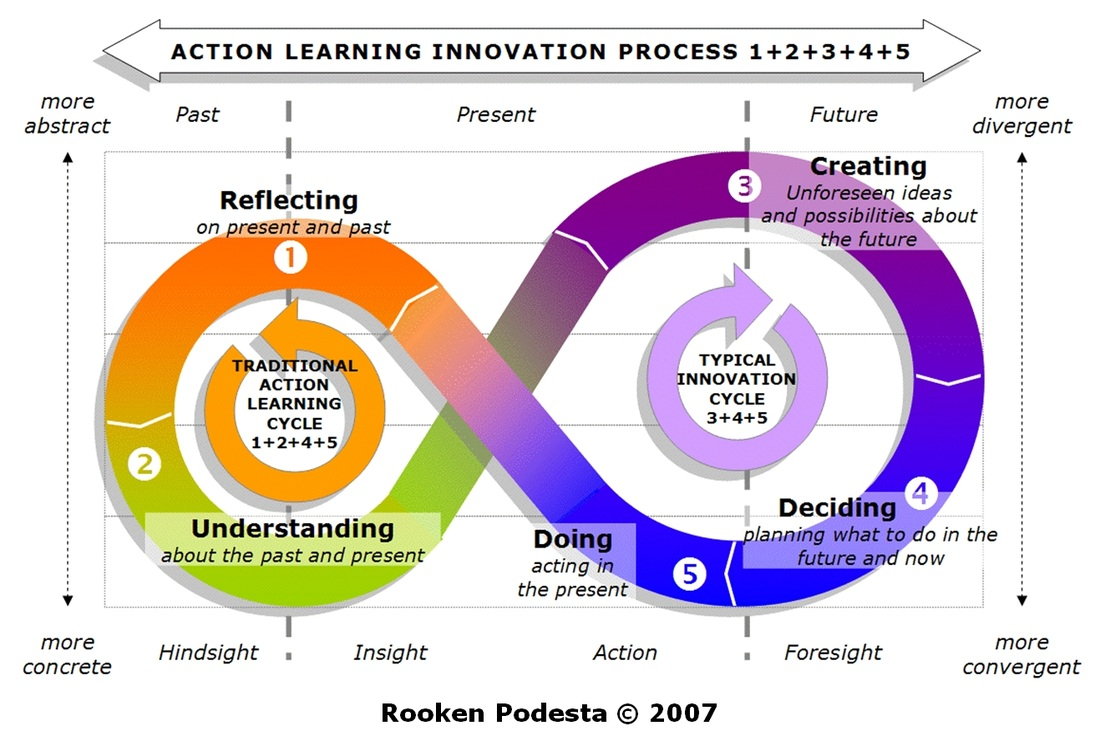 ACTION LEARNING INNOVATION PROCESS 1+2+3+4+5
more
abstract
Past
Present
Future
more
divergent
Reflecting
on present and past
1
3
Creating
Unforeseen ideas
and possibilities about
the future
TRADITIONAL
ACTION
LEARNING
CYCLE
1+2+4+5
TYPICAL
INNOVATION
CYCLE
3+4+5
2
Understanding
about the past and present
4
Deciding
planning what to do in the
future and now
Doing
acting in
the present
5
more
concrete
Hindsight
Insight
Action
Foresight
more
convergent
Rooken Podesta © 2007